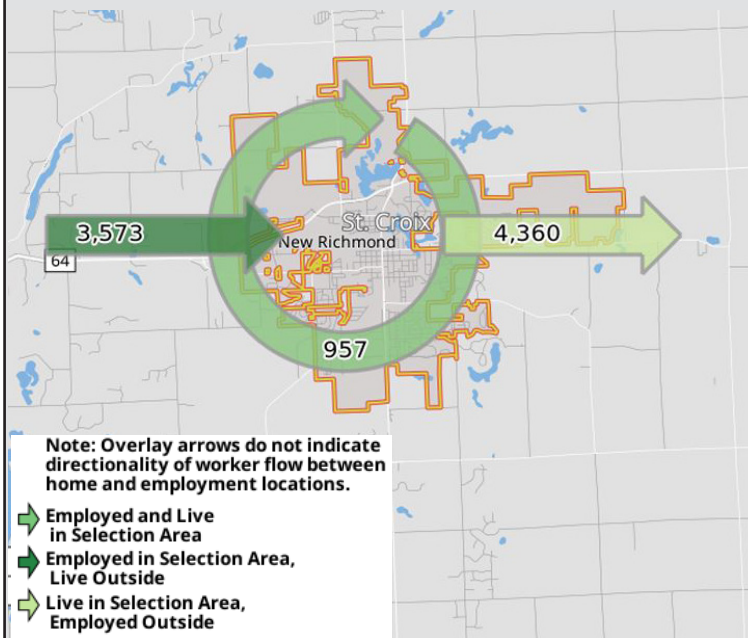 3,573
St. Croix
4,360
New Richmond
64
957
Note: Overlay arrows do not indicate
directionality of worker flow between
home and employment locations.
Employed and Live
in Selection Area
Employed in Selection Area,
Live Outside
Live in Selection Area,
Employed Outside